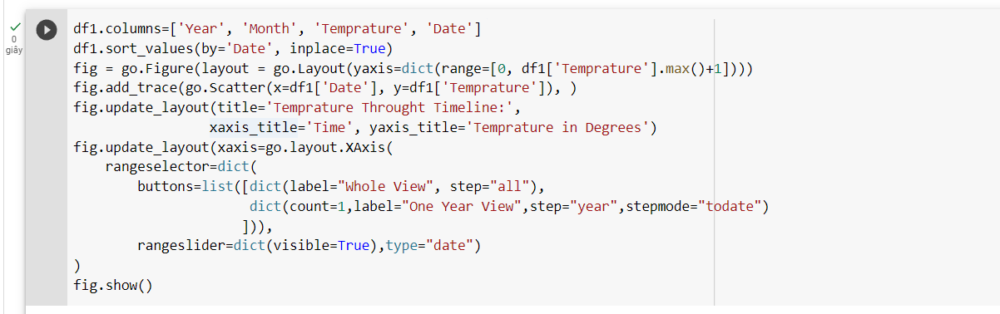 0
giây
df1.columns=['Year', 'Month', 'Temprature', 'Date']
df1.sort_values(by='Date', inplace=True)
fig = go.Figure(layout = go.Layout(yaxis=dict(range=[0, df1['Temprature'].max()+1])))
fig.add_trace(go.Scatter(x=df1['Date'], y=df1['Temprature']), )
fig.update_layout(title='Temprature Throught Timeline:',
xaxis_title='Time', yaxis_title='Temprature in Degrees')
fig.update_layout(xaxis=go.layout.XAxis(
rangeselector=dict(
buttons=list([dict(label="Whole View", step="all"),
dict(count=1,label="One Year View",step="year",stepmode="todate")
])),
rangeslider=dict(visible=True),type="date")
)
fig.show()